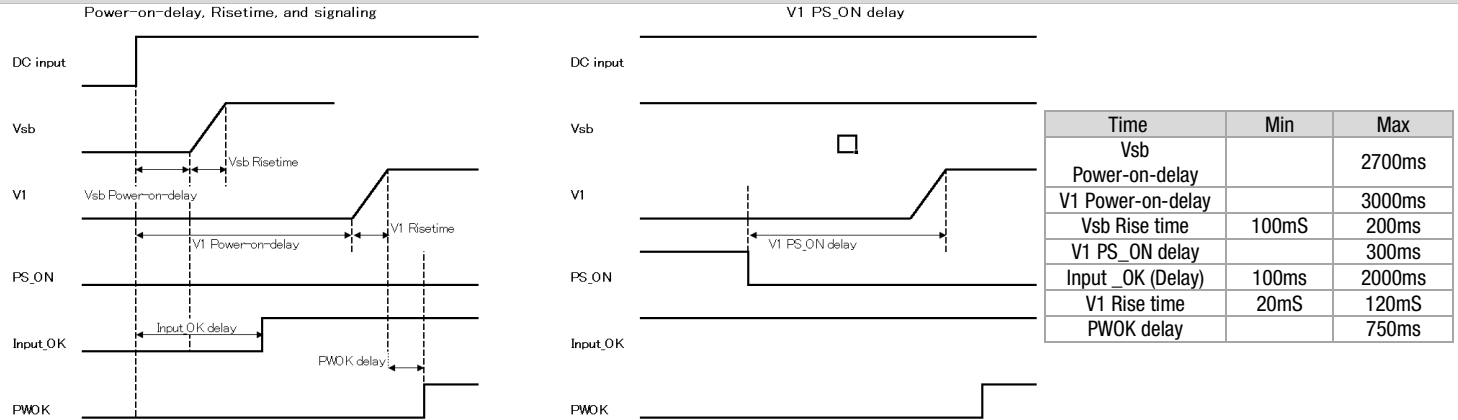 Power-on-delay, Risetime, and signaling
DC input
Vsb
Vsb Risetime
V1
Vsb Power-on-delay
V1 Risetime
V1 Power-on-delay
PS_ON
Input_OK delay
Input_OK
PWOK delay
PWOK
V1 PS_ON delay
DC input
Vsb
V1
V1 PS_ON delay
PS_ON
Input_OK
PWOK
Time Min Max
Vsb
Power-on-delay 2700ms
V1 Power-on-delay 3000ms
Vsb Rise time 100mS 200ms
V1 PS_ON delay 300ms
Input _OK (Delay) 100ms 2000ms
V1 Rise time 20mS 120mS
PWOK delay 750ms